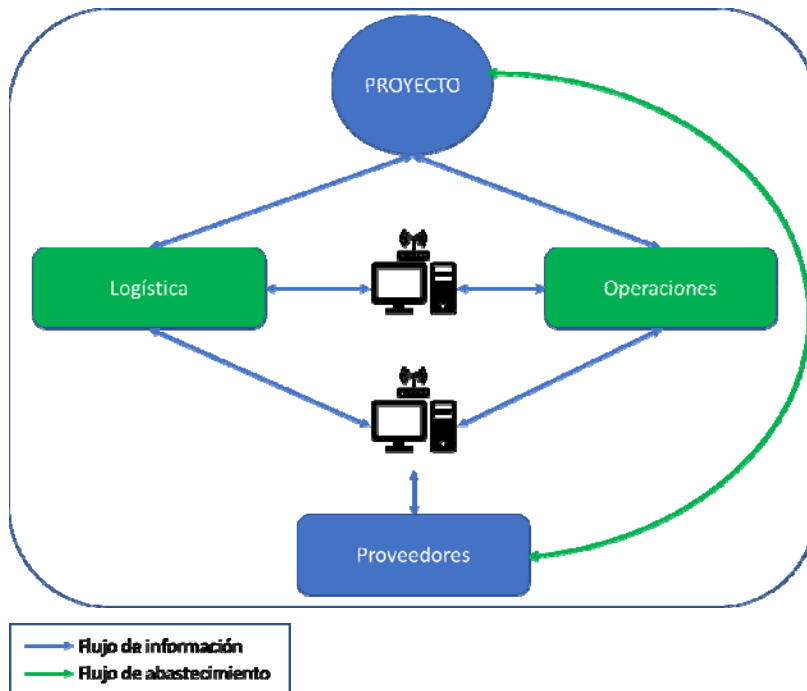 PROYECTO
Logística
Operaciones
Proveedores
Flujo de información
Flujo de abastecimiento